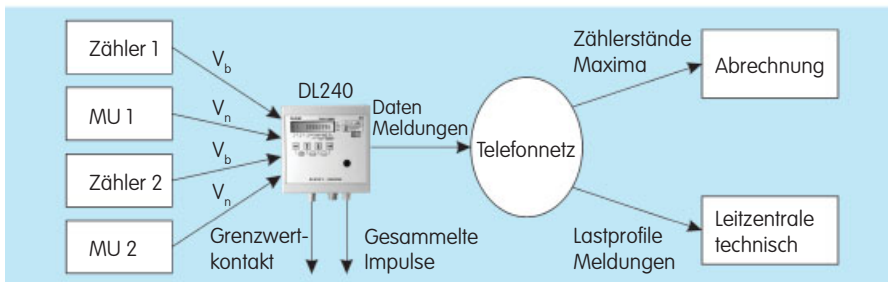 Zähler 1
V_b
MU 1
V_n
Zähler 2
V_b
MU 2
V_n
DL240
Grenzwert-
kontakt
Gesammelte
Impulse
Daten
Meldungen
Telefonnetz
Zählerstände
Maxima
Abrechnung
Lastprofile
Meldungen
Leitzentrale
technisch